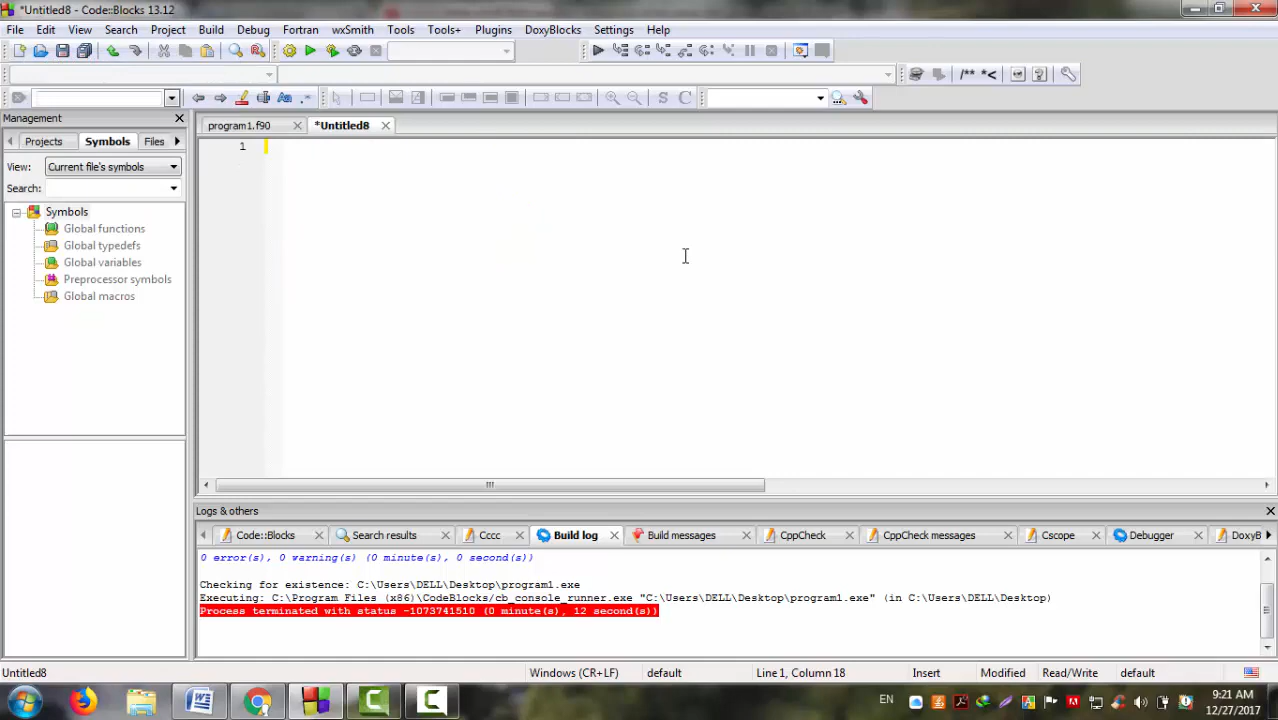 *Untitled8 - Code::Blocks 13.12
File Edit View Search Project Build Debug Fortran wxSmith Tools Tools+ Plugins DoxyBlocks Settings Help
/** *<
S C
Management
program1.f90 *Untitled8
Projects Symbols Files
1
View: Current file's symbols
Search:
Symbols
Global functions
Global typedefs
Global variables
Preprocessor symbols
Global macros
Logs & others
Code::Blocks Search results Cccc Build log Build messages CppCheck CppCheck messages Cscope Debugger DoxyB
0 error(s), 0 warning(s) (0 minute(s), 0 second(s))
Checking for existence: C:\Users\DELL\Desktop\program1.exe
Executing: C:\Program Files (x86)\CodeBlocks/cb_console_runner.exe "C:\Users\DELL\Desktop\program1.exe" (in C:\Users\DELL\Desktop)
Process terminated with status -1073741510 (0 minute(s), 12 second(s))
Untitled8 Windows (CR+LF) default Line 1, Column 18 Insert Modified Read/Write default
EN 9:21 AM
12/27/2017